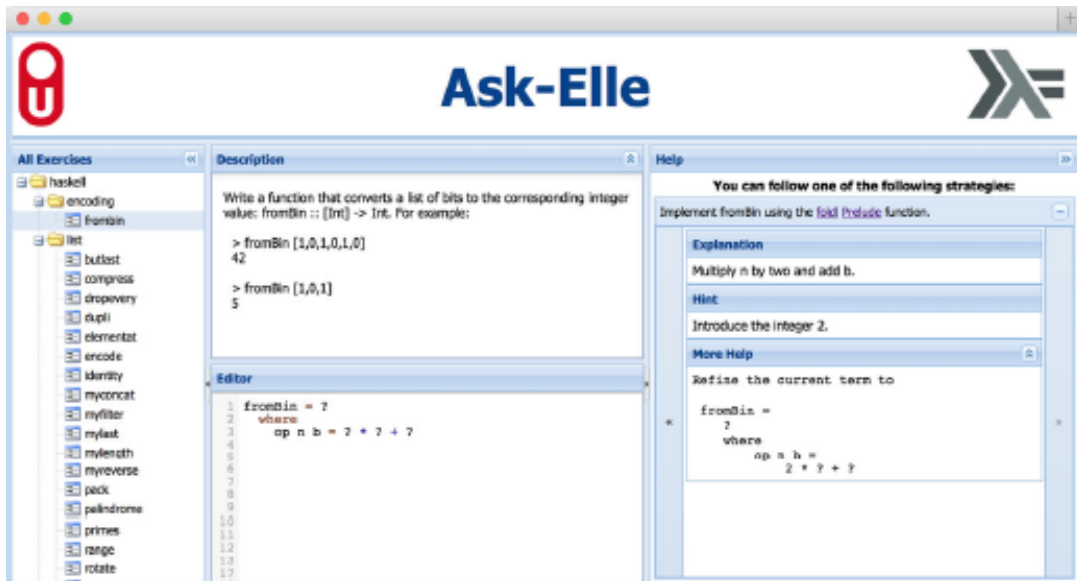 Ask-Elle
All Exercises
haskell
encoding
frombin
list
butlast
compress
dropevery
dupli
elementat
encode
identity
myconcat
myfilter
mylast
mylength
myreverse
pack
palindrome
primes
range
rotate
Description
Write a function that converts a list of bits to the corresponding integer
value: fromBin :: [Int] -> Int. For example:
> fromBin [1,0,1,0,1,0]
42
> fromBin [1,0,1]
5
Editor
1 fromBin = ?
2 where
3 op n b = ? * ? + ?
4
5
6
7
8
9
10
11
12
13
17
Help
You can follow one of the following strategies:
Implement fromBin using the foldl Prelude function.
Explanation
Multiply n by two and add b.
Hint
Introduce the integer 2.
More Help
Refine the current term to
fromBin =
?
where
op n b =
2 * ? + ?